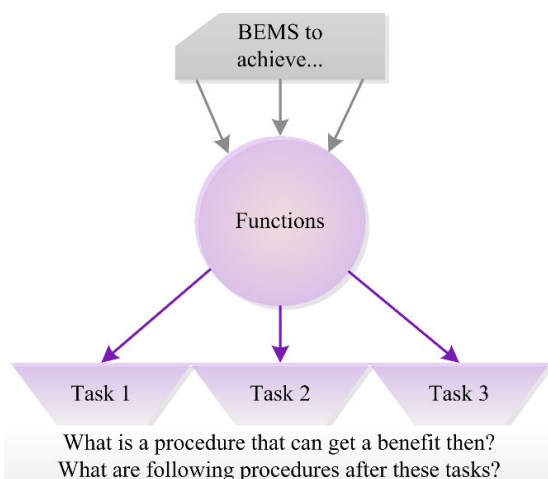 BEMS to
achieve...
Functions
Task 1
Task 2
Task 3
What is a procedure that can get a benefit then?
What are following procedures after these tasks?